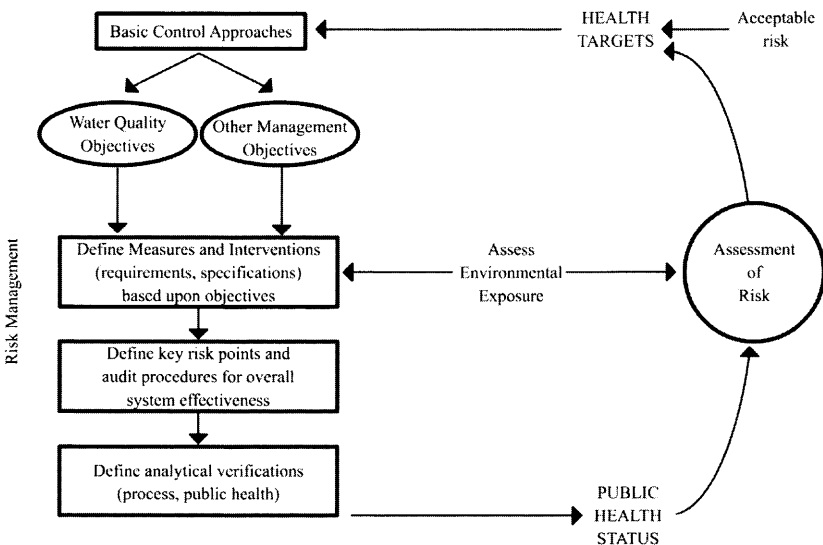 HEALTH
TARGETS
Acceptable
risk
Basic Control Approaches
Water Quality
Objectives
Other Management
Objectives
Risk Management
Define Measures and Interventions
(requirements, specifications)
based upon objectives
Assess
Environmental
Exposure
Assessment
of
Risk
Define key risk points and
audit procedures for overall
system effectiveness
Define analytical verifications
(process, public health)
PUBLIC
HEALTH
STATUS